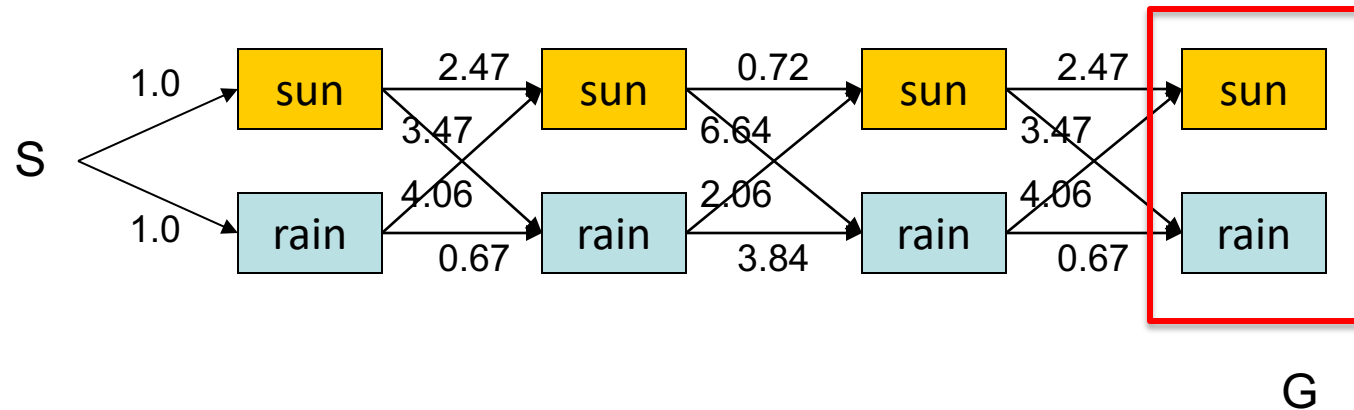 1.0 sun 2.47 sun 0.72 sun 2.47 sun
3.47 6.64 3.47
S
4.06 2.06 4.06
1.0 rain 0.67 rain 3.84 rain 0.67 rain
G